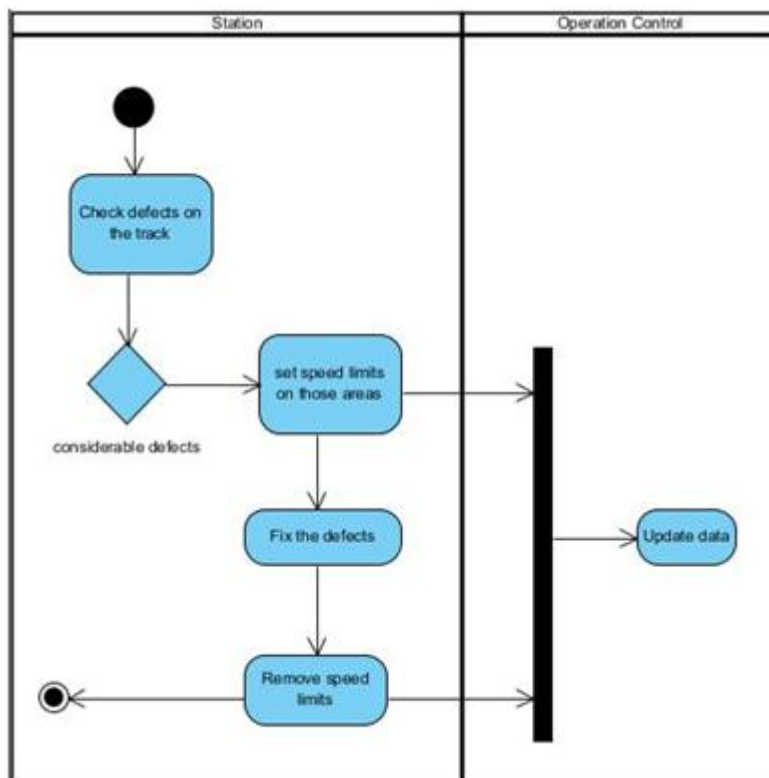 Station
Operation Control
Check defects on
the track
set speed limits
on those areas
considerable defects
Fix the defects
Update data
Remove speed
limits